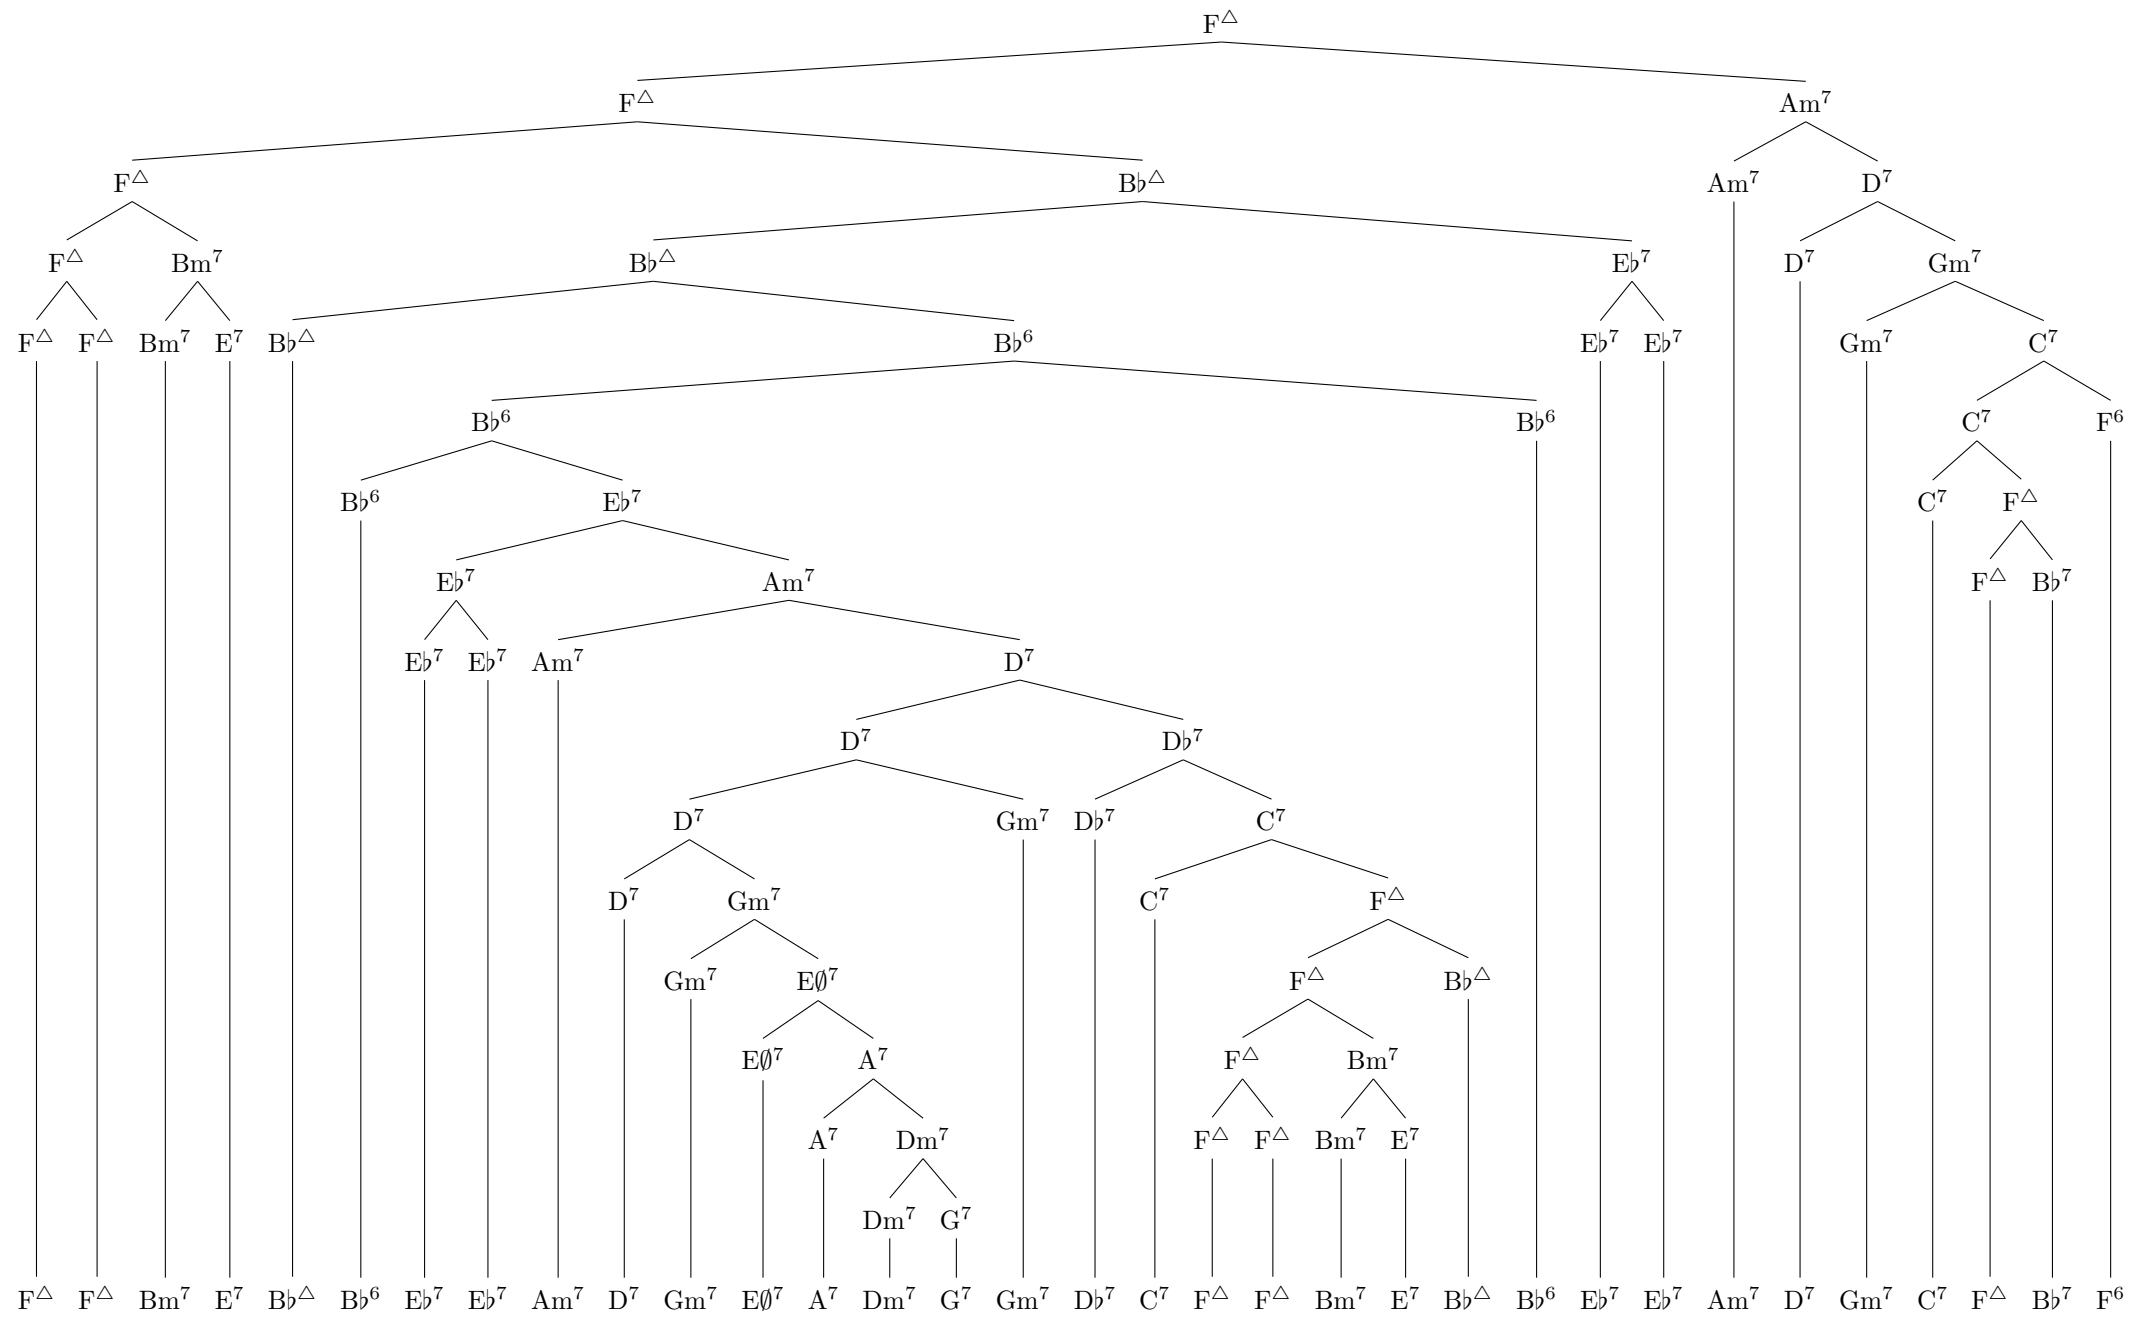 F△
F△ Am⁷
F△ B♭△ Am⁷ D⁷
F△ Bm⁷ B♭△ E♭⁷ D⁷ Gm⁷
F△ F△ Bm⁷ E⁷ B♭△ B♭⁶ E♭⁷ E♭⁷ Gm⁷ C⁷
B♭⁶ B♭⁶ C⁷ F⁶
B♭⁶ E♭⁷ C⁷ F△
E♭⁷ Am⁷ F△ B♭⁷
E♭⁷ E♭⁷ Am⁷ D⁷
D⁷ D♭⁷
D⁷ Gm⁷ D♭⁷ C⁷
D⁷ Gm⁷ C⁷ F△
Gm⁷ E∅⁷ F△ B♭△
E∅⁷ A⁷ F△ Bm⁷
A⁷ Dm⁷ F△ F△ Bm⁷ E⁷
Dm⁷ G⁷
F△ F△ Bm⁷ E⁷ B♭△ B♭⁶ E♭⁷ E♭⁷ Am⁷ D⁷ Gm⁷ E∅⁷ A⁷ Dm⁷ G⁷ Gm⁷ D♭⁷ C⁷ F△ F△ Bm⁷ E⁷ B♭△ B♭⁶ E♭⁷ E♭⁷ Am⁷ D⁷ Gm⁷ C⁷ F△ B♭⁷ F⁶